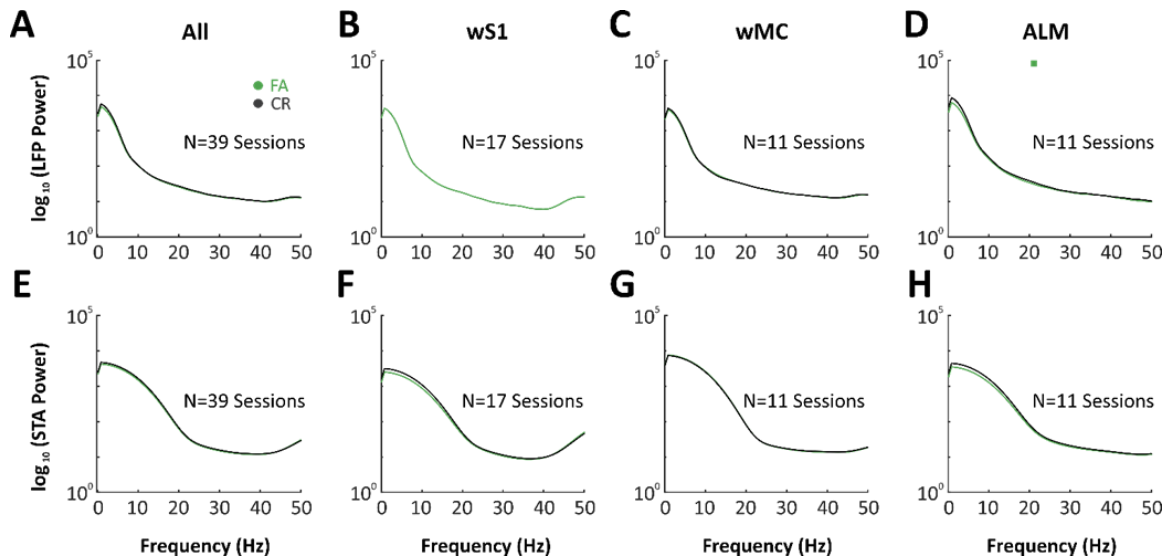 A All
B wS1
C wMC
D ALM
log₁₀(LFP Power)
10⁵
10⁰
FA
CR
N=39 Sessions
0 10 20 30 40 50
10⁵
10⁰
N=17 Sessions
0 10 20 30 40 50
10⁵
10⁰
N=11 Sessions
0 10 20 30 40 50
10⁵
10⁰
N=11 Sessions
0 10 20 30 40 50
E
F
G
H
log₁₀(STA Power)
10⁵
10⁰
N=39 Sessions
0 10 20 30 40 50
Frequency (Hz)
10⁵
10⁰
N=17 Sessions
0 10 20 30 40 50
Frequency (Hz)
10⁵
10⁰
N=11 Sessions
0 10 20 30 40 50
Frequency (Hz)
10⁵
10⁰
N=11 Sessions
0 10 20 30 40 50
Frequency (Hz)